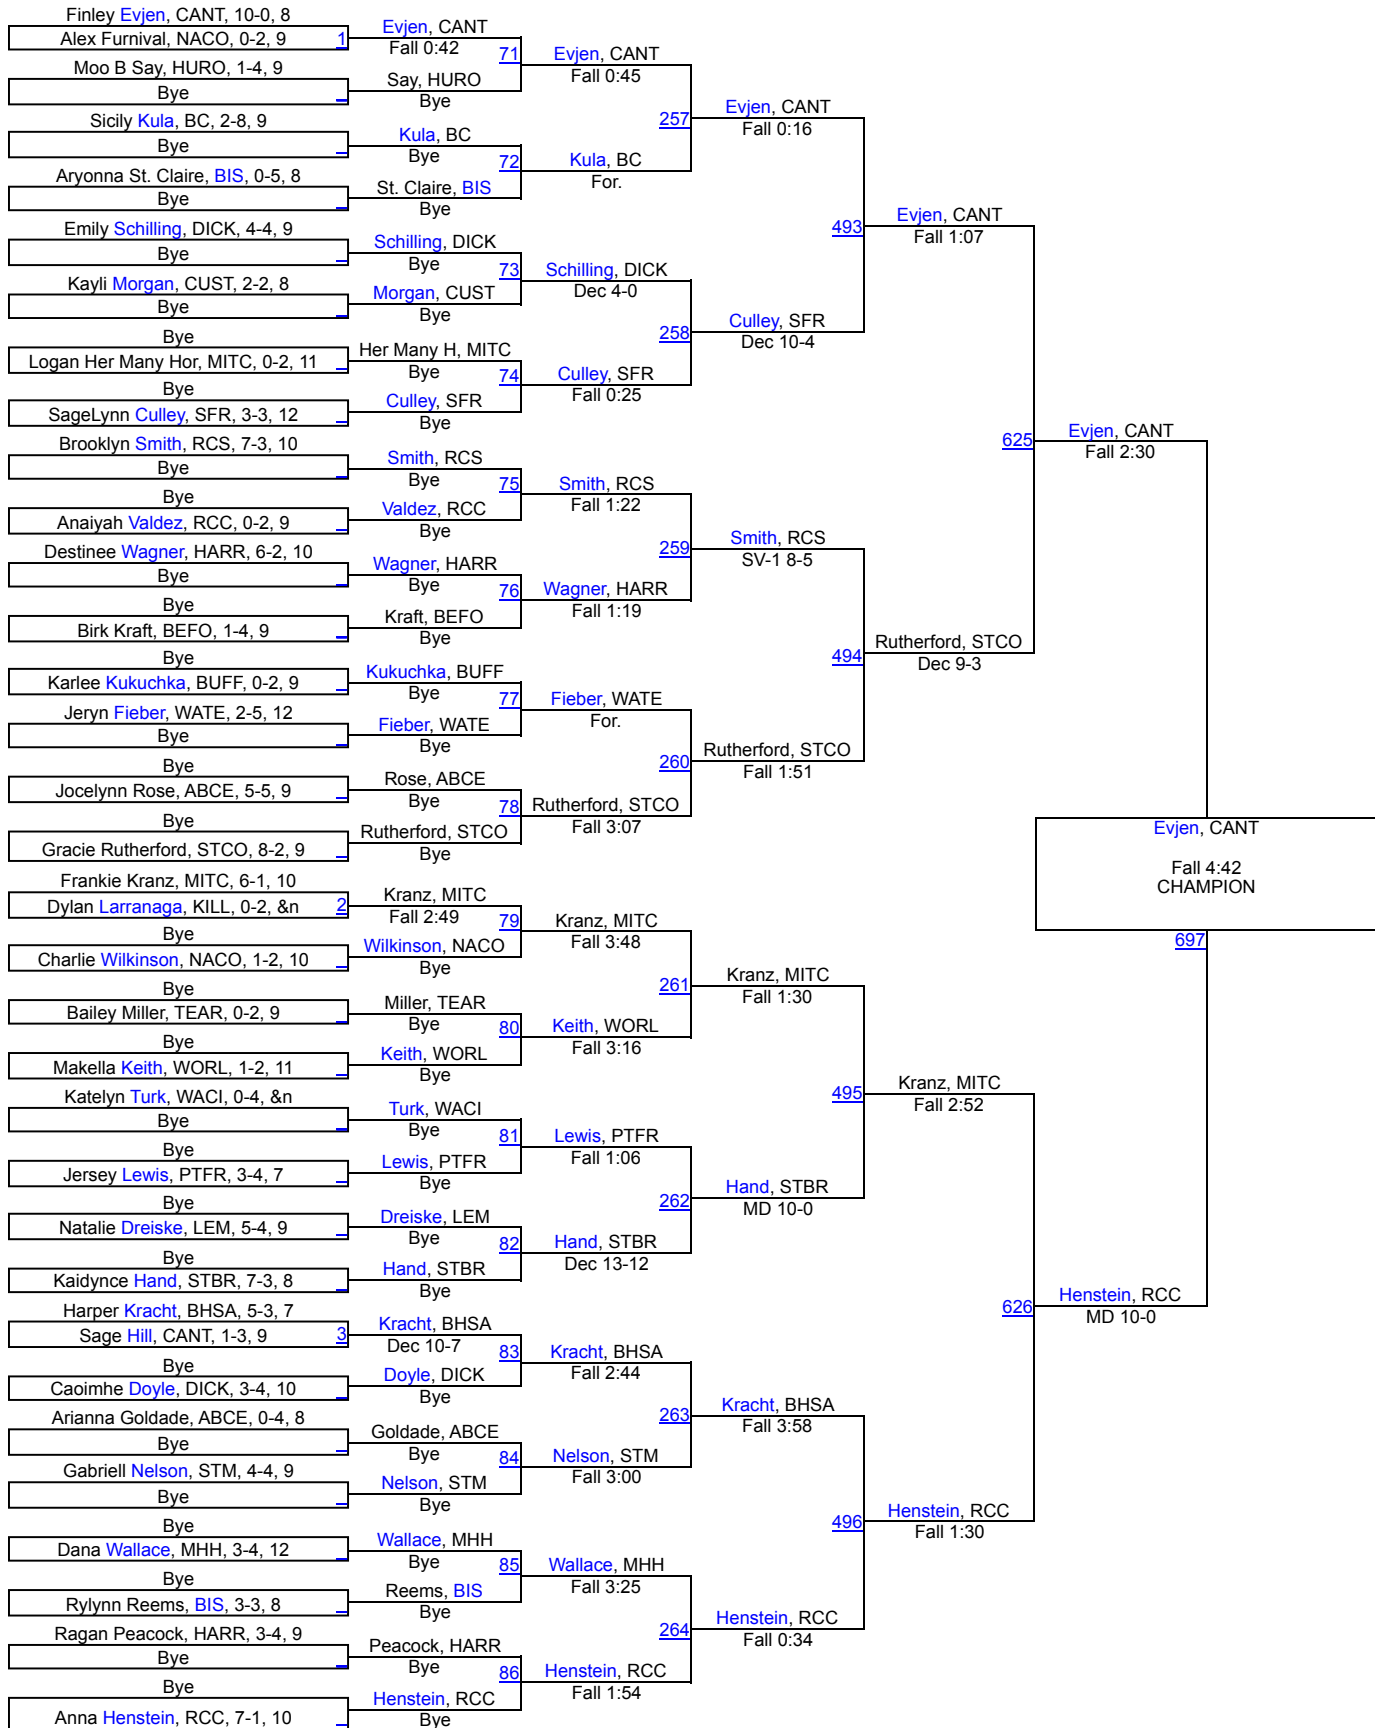 Finley Evjen, CANT, 10-0, 8
Alex Furnival, NACO, 0-2, 9
1
Moo B Say, HURO, 1-4, 9
Bye
Sicily Kula, BC, 2-8, 9
Bye
Aryonna St. Claire, BIS, 0-5, 8
Bye
Emily Schilling, DICK, 4-4, 9
Bye
Kayli Morgan, CUST, 2-2, 8
Bye
Bye
Logan Her Many Hor, MITC, 0-2, 11
Bye
SageLynn Culley, SFR, 3-3, 12
Brooklyn Smith, RCS, 7-3, 10
Bye
Bye
Anaiyah Valdez, RCC, 0-2, 9
Destinee Wagner, HARR, 6-2, 10
Bye
Bye
Birk Kraft, BEFO, 1-4, 9
Bye
Karlee Kukuchka, BUFF, 0-2, 9
Jeryn Fieber, WATE, 2-5, 12
Bye
Bye
Jocelynn Rose, ABCE, 5-5, 9
Bye
Gracie Rutherford, STCO, 8-2, 9
Frankie Kranz, MITC, 6-1, 10
Dylan Larranaga, KILL, 0-2, &n
2
Bye
Charlie Wilkinson, NACO, 1-2, 10
Bye
Bailey Miller, TEAR, 0-2, 9
Bye
Makella Keith, WORL, 1-2, 11
Katelyn Turk, WACI, 0-4, &n
Bye
Bye
Jersey Lewis, PTFR, 3-4, 7
Bye
Natalie Dreiske, LEM, 5-4, 9
Bye
Kaidynce Hand, STBR, 7-3, 8
Harper Kracht, BHSA, 5-3, 7
Sage Hill, CANT, 1-3, 9
3
Bye
Caoimhe Doyle, DICK, 3-4, 10
Arianna Goldade, ABCE, 0-4, 8
Bye
Gabriell Nelson, STM, 4-4, 9
Bye
Bye
Dana Wallace, MHH, 3-4, 12
Bye
Rylynn Reems, BIS, 3-3, 8
Ragan Peacock, HARR, 3-4, 9
Bye
Bye
Anna Henstein, RCC, 7-1, 10
Evjen, CANT
Fall 0:42
71
Say, HURO
Bye
Kula, BC
Bye
72
St. Claire, BIS
Bye
Schilling, DICK
Bye
73
Morgan, CUST
Bye
Her Many H, MITC
Bye
74
Culley, SFR
Bye
Smith, RCS
Bye
75
Valdez, RCC
Bye
Wagner, HARR
Bye
76
Kraft, BEFO
Bye
Kukuchka, BUFF
Bye
77
Fieber, WATE
Bye
Rose, ABCE
Bye
78
Rutherford, STCO
Bye
Kranz, MITC
Fall 2:49
79
Wilkinson, NACO
Bye
Miller, TEAR
Bye
80
Keith, WORL
Bye
Turk, WACI
Bye
81
Lewis, PTFR
Bye
Dreiske, LEM
Bye
82
Hand, STBR
Bye
Kracht, BHSA
Dec 10-7
83
Doyle, DICK
Bye
Goldade, ABCE
Bye
84
Nelson, STM
Bye
Wallace, MHH
Bye
85
Reems, BIS
Bye
Peacock, HARR
Bye
86
Henstein, RCC
Bye
Evjen, CANT
Fall 0:45
257
Kula, BC
For.
Schilling, DICK
Dec 4-0
258
Culley, SFR
Fall 0:25
Smith, RCS
Fall 1:22
259
Wagner, HARR
Fall 1:19
Fieber, WATE
For.
260
Rutherford, STCO
Fall 3:07
Kranz, MITC
Fall 3:48
261
Keith, WORL
Fall 3:16
Lewis, PTFR
Fall 1:06
262
Hand, STBR
Dec 13-12
Kracht, BHSA
Fall 2:44
263
Nelson, STM
Fall 3:00
Wallace, MHH
Fall 3:25
264
Henstein, RCC
Fall 1:54
Evjen, CANT
Fall 0:16
493
Culley, SFR
Dec 10-4
Smith, RCS
SV-1 8-5
494
Rutherford, STCO
Fall 1:51
Kranz, MITC
Fall 1:30
495
Hand, STBR
MD 10-0
Kracht, BHSA
Fall 3:58
496
Henstein, RCC
Fall 0:34
Evjen, CANT
Fall 1:07
625
Rutherford, STCO
Dec 9-3
Kranz, MITC
Fall 2:52
626
Henstein, RCC
Fall 1:30
Evjen, CANT
Fall 2:30
Henstein, RCC
MD 10-0
Evjen, CANT
Fall 4:42
CHAMPION
697